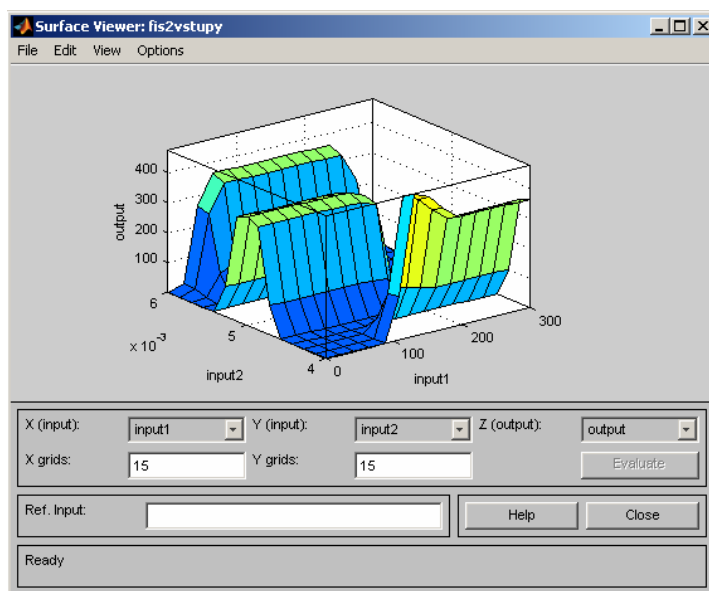 Surface Viewer: fis2vstupy
File Edit View Options
400
300
200
100
output
6
5
4
x 10-3
input2
0
100
200
300
input1
X (input): input1 Y (input): input2 Z (output): output
X grids: 15 Y grids: 15 Evaluate
Ref. Input: Help Close
Ready